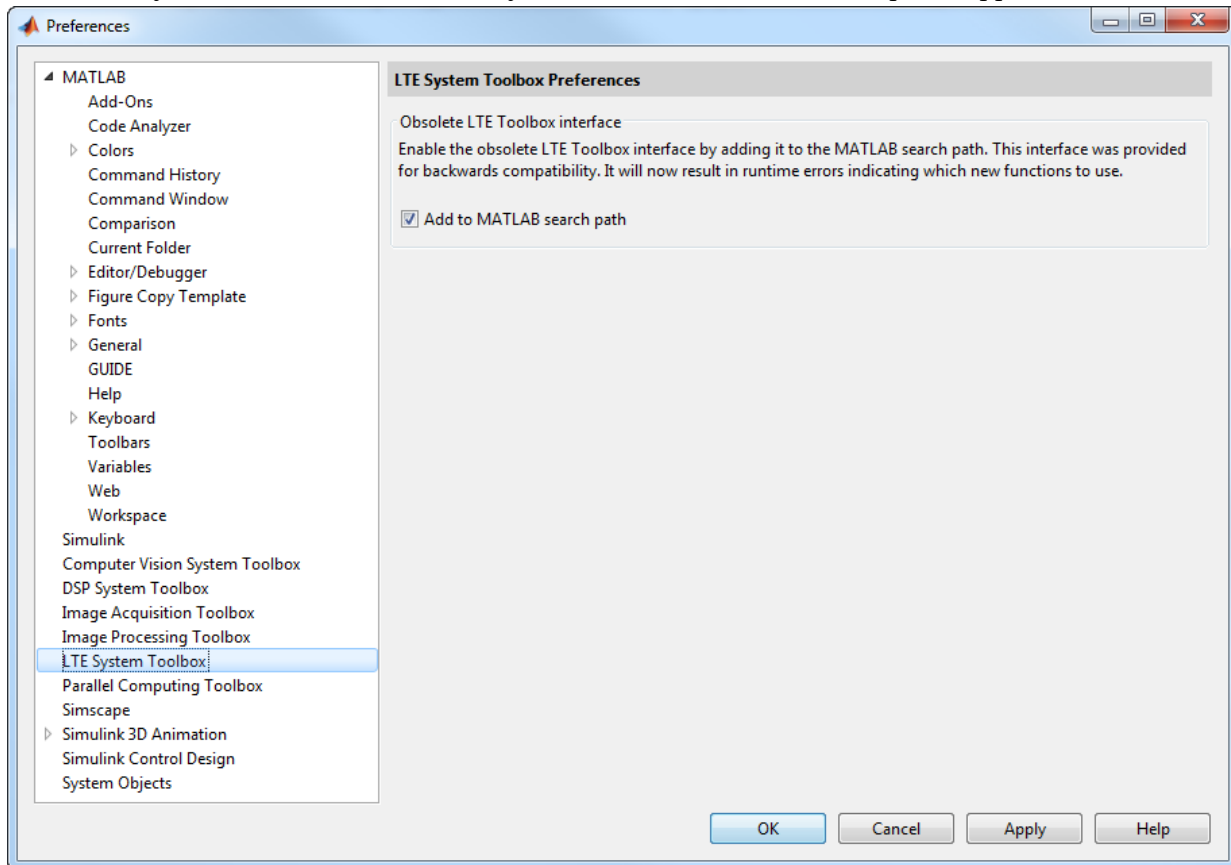 Preferences
MATLAB
Add-Ons
Code Analyzer
Colors
Command History
Command Window
Comparison
Current Folder
Editor/Debugger
Figure Copy Template
Fonts
General
GUIDE
Help
Keyboard
Toolbars
Variables
Web
Workspace
Simulink
Computer Vision System Toolbox
DSP System Toolbox
Image Acquisition Toolbox
Image Processing Toolbox
LTE System Toolbox
Parallel Computing Toolbox
Simscape
Simulink 3D Animation
Simulink Control Design
System Objects
LTE System Toolbox Preferences
Obsolete LTE Toolbox interface
Enable the obsolete LTE Toolbox interface by adding it to the MATLAB search path. This interface was provided
for backwards compatibility. It will now result in runtime errors indicating which new functions to use.
Add to MATLAB search path
OK
Cancel
Apply
Help